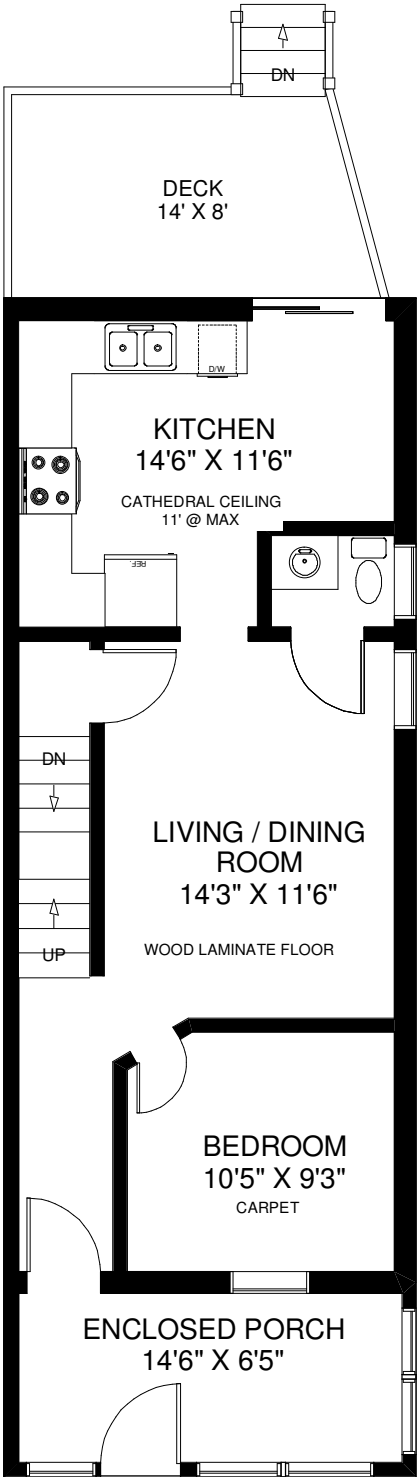 DN
DECK
14' X 8'
D/W
KITCHEN
14'6" X 11'6"
CATHEDRAL CEILING
11' @ MAX
REF.
DN
LIVING / DINING
ROOM
14'3" X 11'6"
WOOD LAMINATE FLOOR
UP
BEDROOM
10'5" X 9'3"
CARPET
ENCLOSED PORCH
14'6" X 6'5"